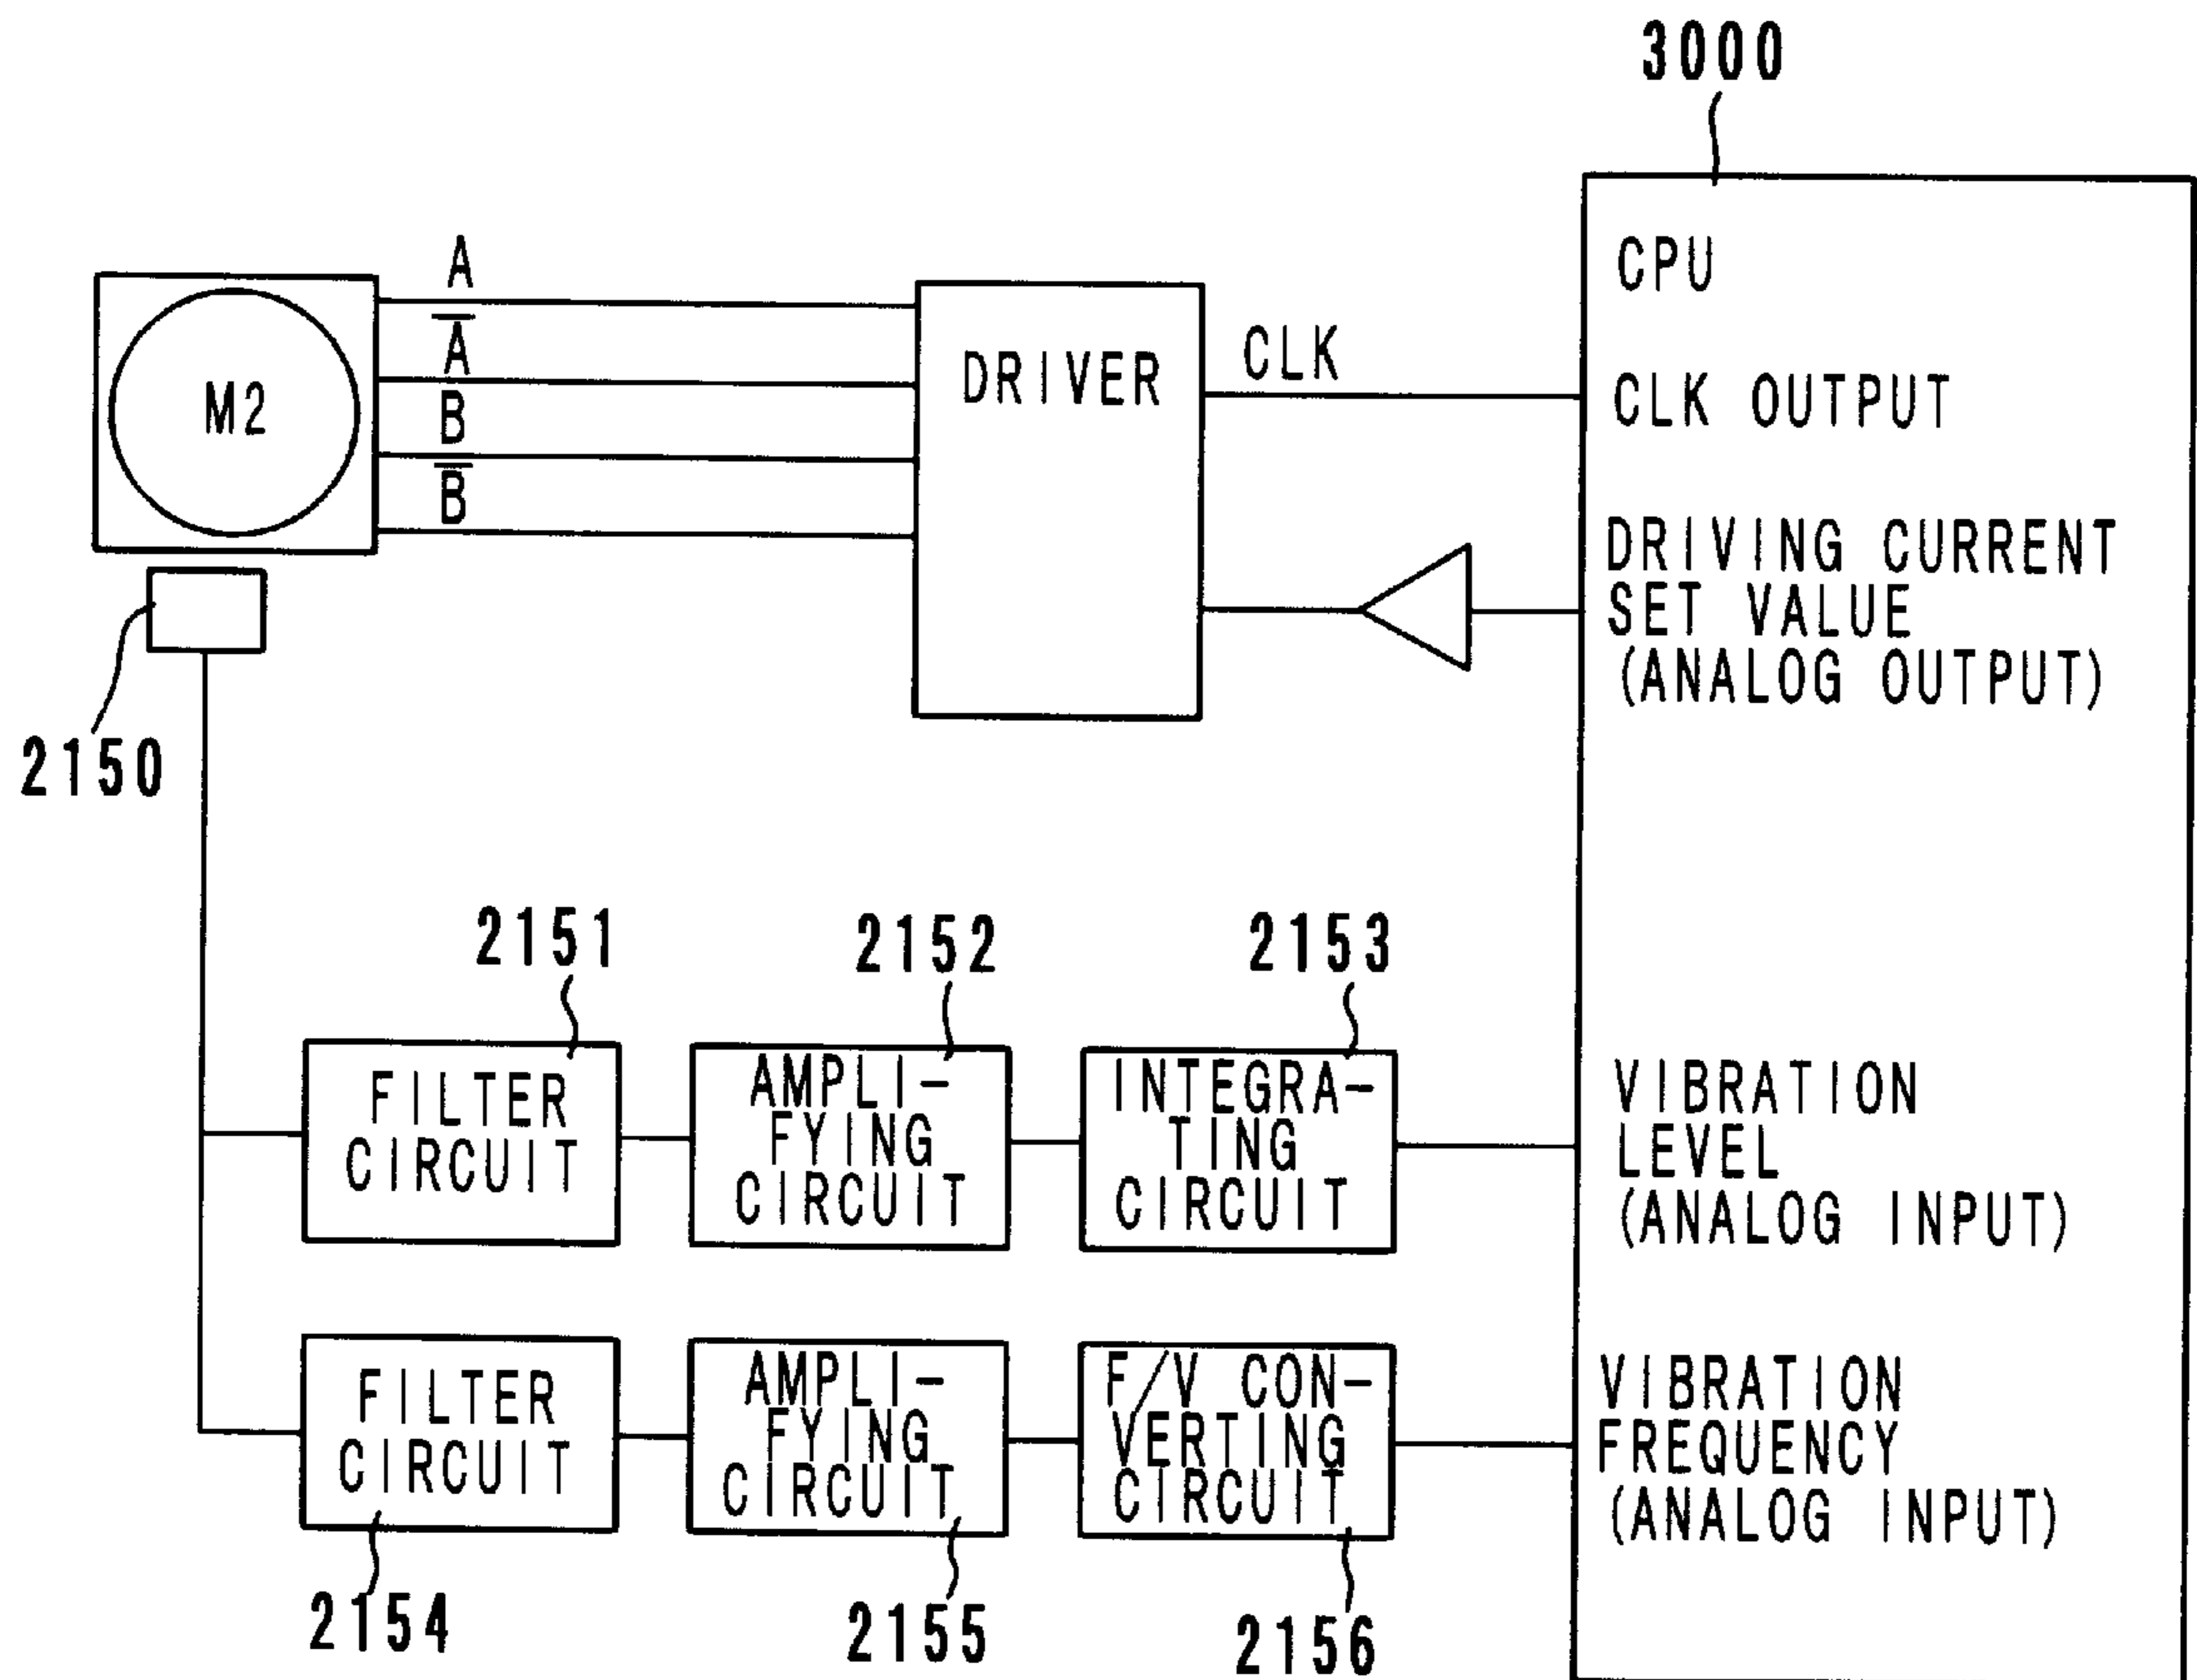 3000
CPU
A
A̅
B
B̅
M2
DRIVER
CLK
CLK OUTPUT
DRIVING CURRENT
SET VALUE
(ANALOG OUTPUT)
2150
2151
2152
2153
FILTER
CIRCUIT
AMPLI-
FYING
CIRCUIT
INTEGRA-
TING
CIRCUIT
VIBRATION
LEVEL
(ANALOG INPUT)
FILTER
CIRCUIT
AMPLI-
FYING
CIRCUIT
F/V CON-
VERTING
CIRCUIT
VIBRATION
FREQUENCY
(ANALOG INPUT)
2154
2155
2156